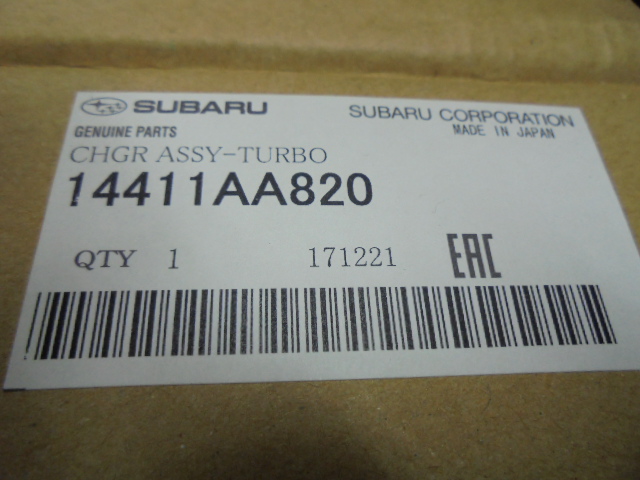 SUBARU SUBARU CORPORATION
GENUINE PARTS MADE IN JAPAN
CHGR ASSY-TURBO
14411AA820
QTY 1 171221 EAC